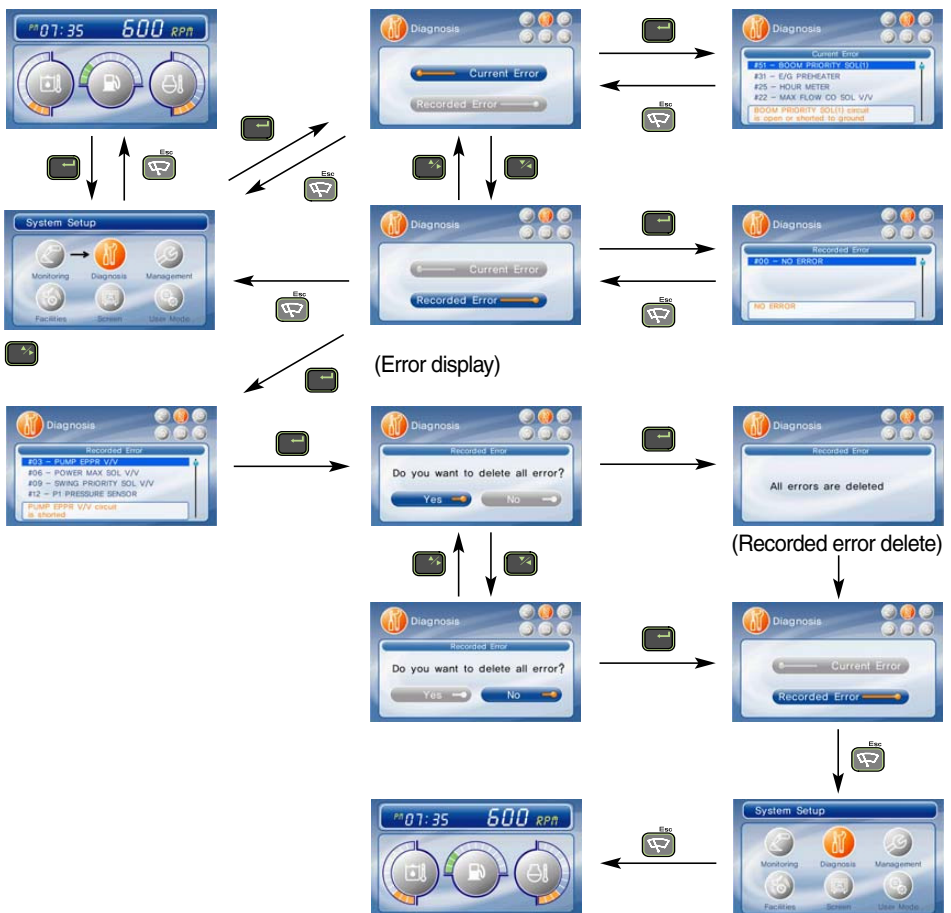 PM 07:35 600 RPM
Esc
System Setup
Monitoring Diagnosis Management
Facilities Screen User Mode
Esc
Diagnosis
Current Error
Recorded Error
Esc
Diagnosis
Current Error
#51 - BOOM PRIORITY SOL(1)
#31 - E/G PREHEATER
#25 - HOUR METER
#22 - MAX FLOW CO SOL V/V
BOOM PRIORITY SOL(1) circuit
is open or shorted to ground
Diagnosis
Current Error
Recorded Error
Esc
Esc
Diagnosis
Recorded Error
#00 - NO ERROR
NO ERROR
(Error display)
Diagnosis
Recorded Error
#03 - PUMP EPPR V/V
#06 - POWER MAX SOL V/V
#09 - SWING PRIORITY SOL V/V
#12 - P1 PRESSURE SENSOR
PUMP EPPR V/V circuit
is shorted
Diagnosis
Recorded Error
Do you want to delete all error?
Yes No
Diagnosis
Recorded Error
All errors are deleted
(Recorded error delete)
Diagnosis
Recorded Error
Do you want to delete all error?
Yes No
Diagnosis
Current Error
Recorded Error
Esc
PM 07:35 600 RPM
Esc
System Setup
Monitoring Diagnosis Management
Facilities Screen User Mode